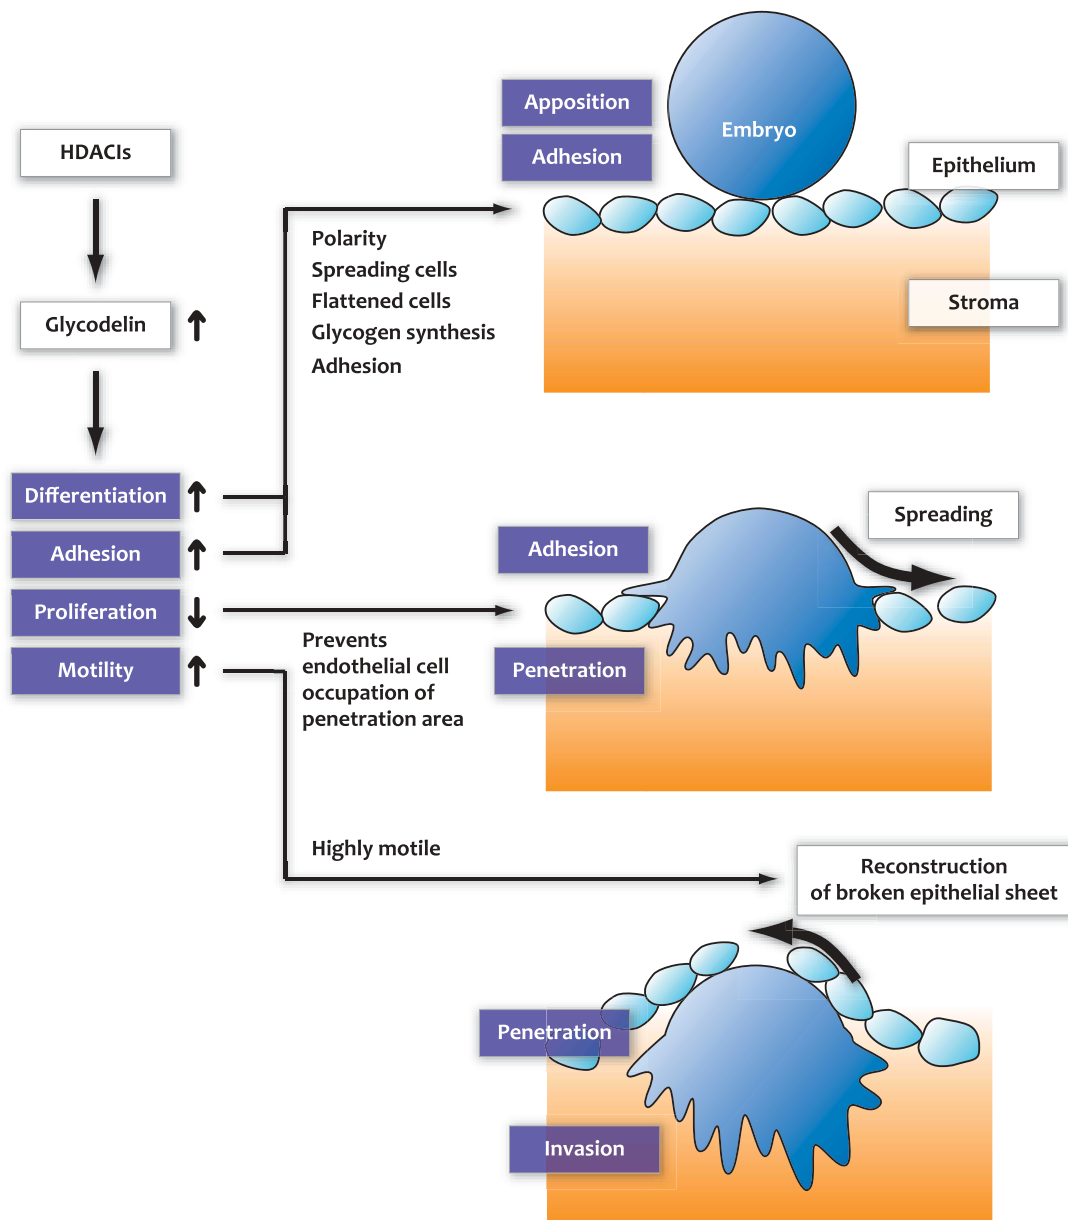 HDACIs
Glycodelin
Differentiation
Adhesion
Proliferation
Motility
Apposition
Adhesion
Embryo
Epithelium
Stroma
Polarity
Spreading cells
Flattened cells
Glycogen synthesis
Adhesion
Adhesion
Spreading
Penetration
Prevents
endothelial cell
occupation of
penetration area
Highly motile
Reconstruction
of broken epithelial sheet
Penetration
Invasion